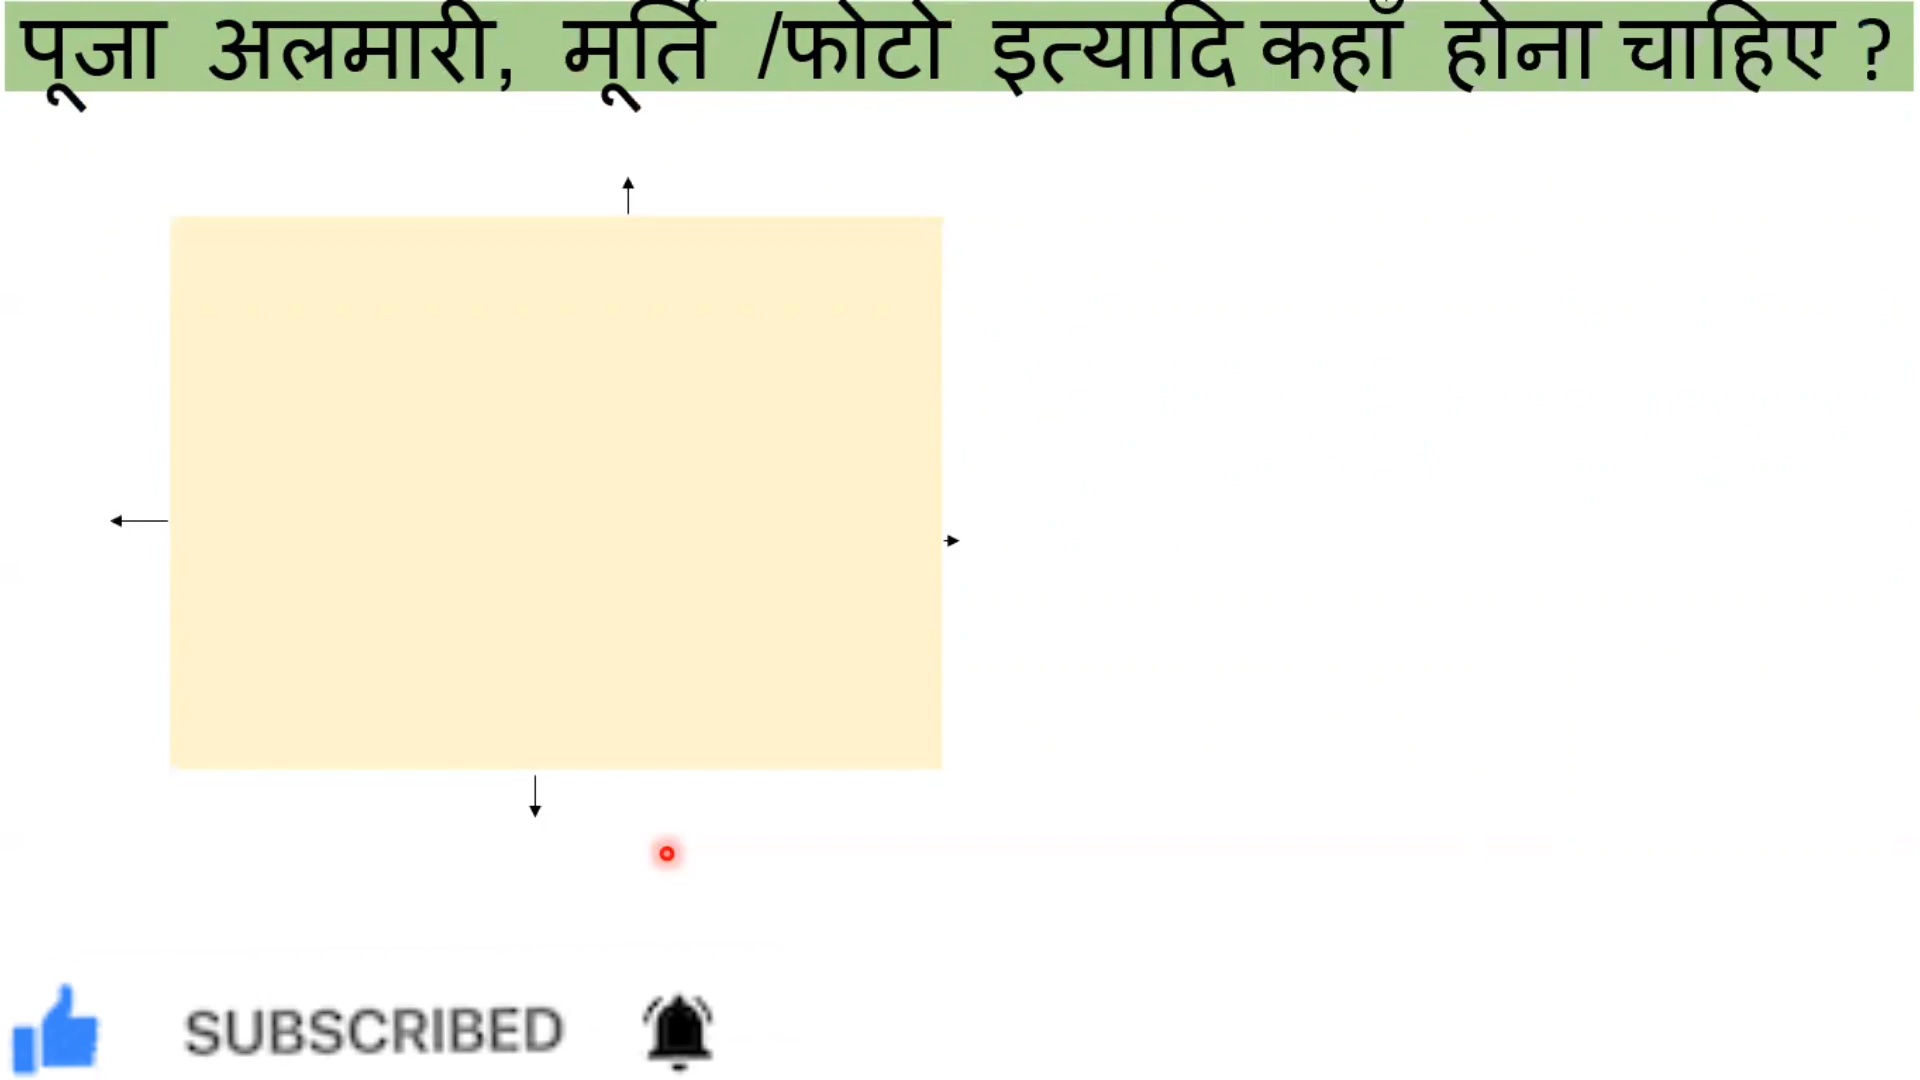 पूजा अलमारी, मूर्ति /फोटो इत्यादि कहाँ होना चाहिए ?
SUBSCRIBED